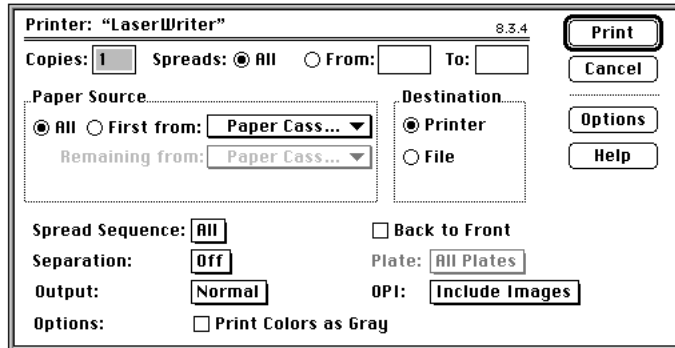 Printer: “LaserWriter” 8.3.4 Print
Copies: 1 Spreads: All From: To: Cancel
Paper Source Destination
All First from: Paper Cass... Printer Options
Remaining from: Paper Cass... File Help
Spread Sequence: All Back to Front
Separation: Off Plate: All Plates
Output: Normal OPI: Include Images
Options: Print Colors as Gray